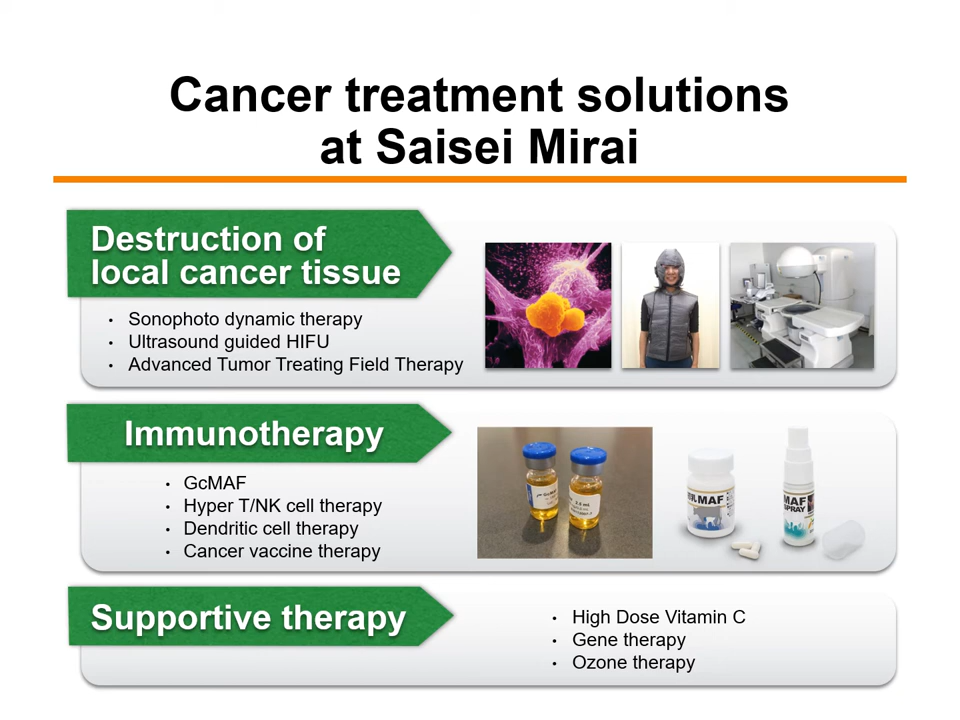 Cancer treatment solutions
at Saisei Mirai
Destruction of
local cancer tissue
• Sonophoto dynamic therapy
• Ultrasound guided HIFU
• Advanced Tumor Treating Field Therapy
Immunotherapy
• GcMAF
• Hyper T/NK cell therapy
• Dendritic cell therapy
• Cancer vaccine therapy
MAF
MAF
SPRAY
Supportive therapy
• High Dose Vitamin C
• Gene therapy
• Ozone therapy